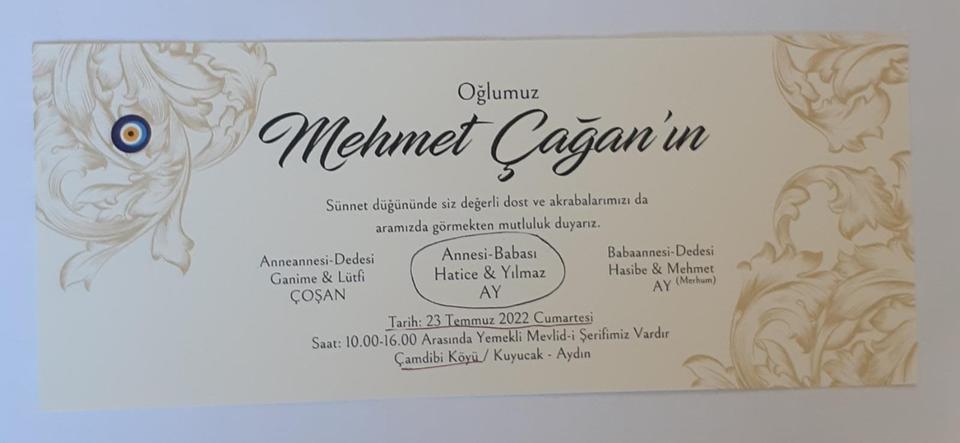 Oğlumuz
Mehmet Çağan'ın
Sünnet düğününde siz değerli dost ve akrabalarımızı da
aramızda görmekten mutluluk duyarız.
Anneannesi-Dedesi
Ganime & Lütfi
ÇOŞAN
Annesi-Babası
Hatice & Yılmaz
AY
Babaannesi-Dedesi
Hasibe & Mehmet
AY (Merhum)
Tarih: 23 Temmuz 2022 Cumartesi
Saat: 10.00-16.00 Arasında Yemekli Mevlid-i Şerifimiz Vardır
Çamdibi Köyü / Kuyucak - Aydın